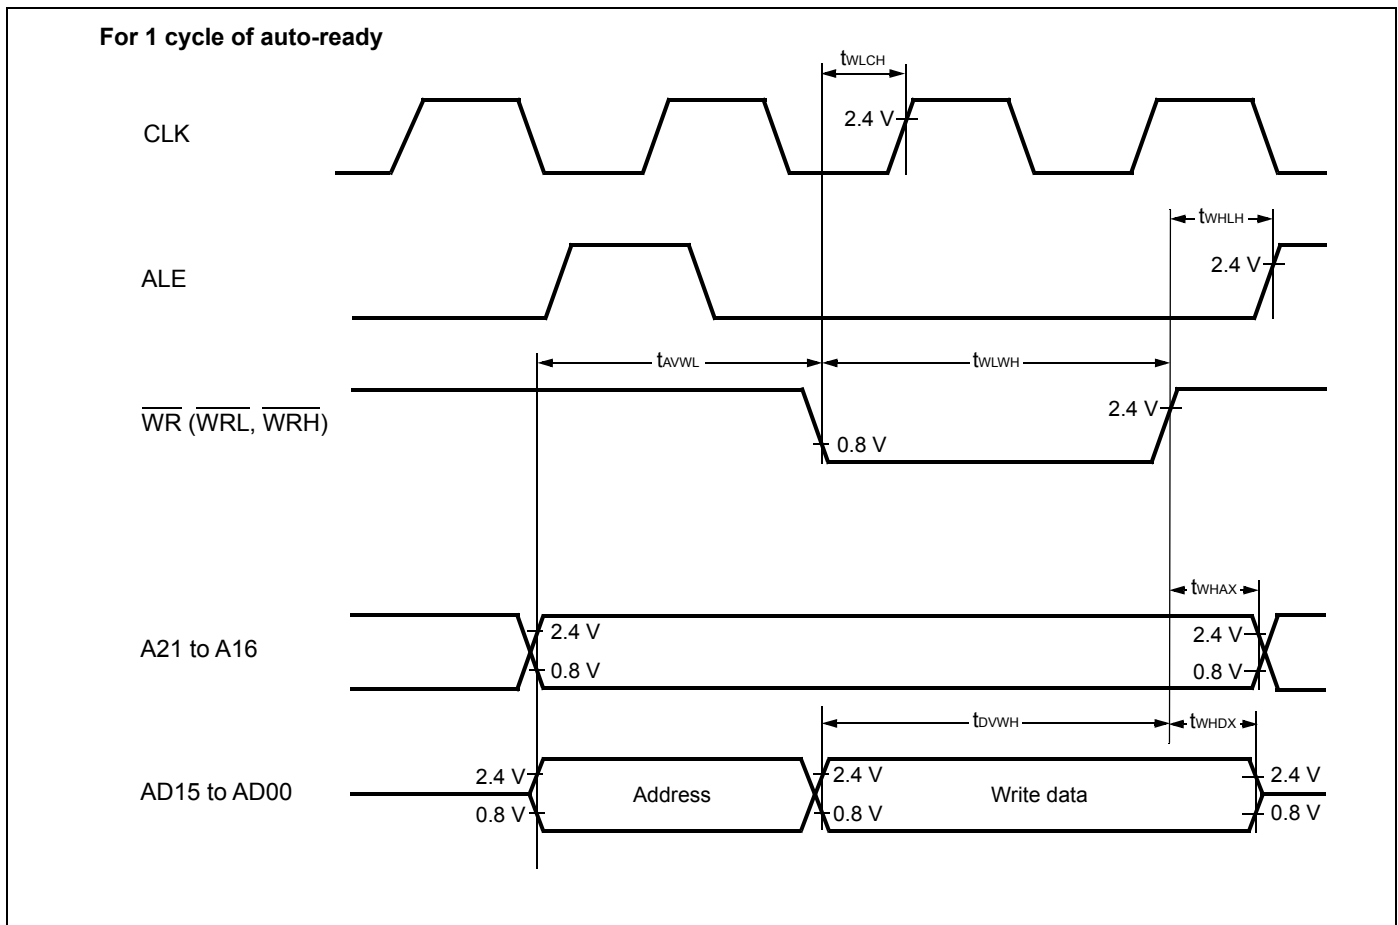 For 1 cycle of auto-ready
tWLCH
CLK
2.4 V
tWHLH
ALE
2.4 V
tAVWL
tWLWH
WR (WRL, WRH)
2.4 V
0.8 V
tWHAX
A21 to A16
2.4 V
2.4 V
0.8 V
0.8 V
tDVWH
tWHDX
AD15 to AD00
2.4 V
2.4 V
2.4 V
Address
Write data
0.8 V
0.8 V
0.8 V